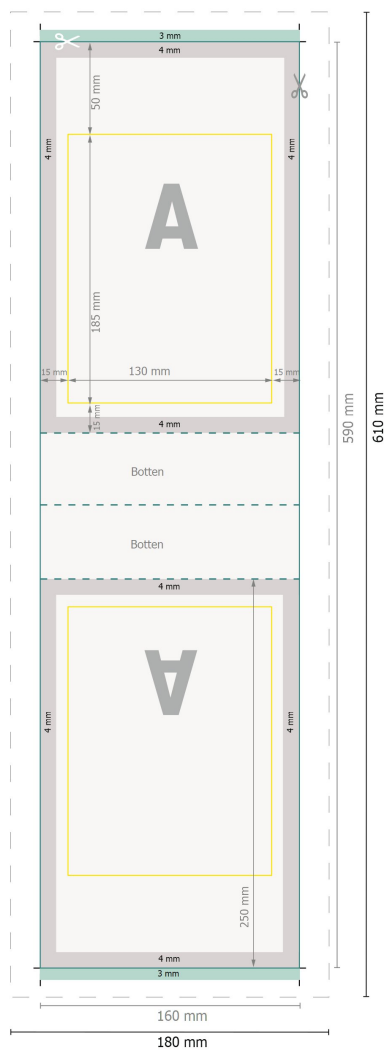 3 mm
4 mm
50 mm
4 mm
4 mm
A
185 mm
15 mm
130 mm
15 mm
15 mm
4 mm
590 mm
610 mm
Botten
Botten
4 mm
A
4 mm
4 mm
250 mm
4 mm
3 mm
160 mm
180 mm